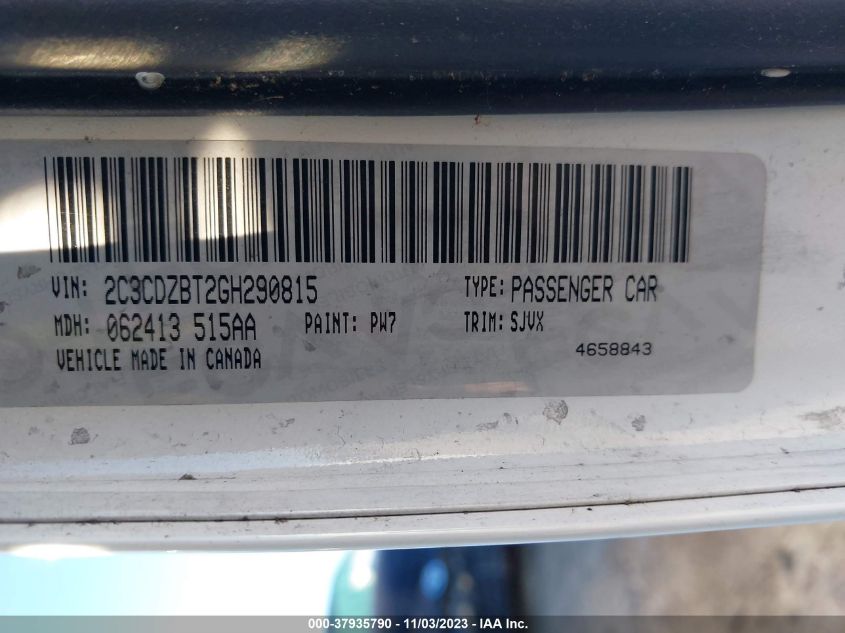 VIN: 2C3CDZBT2GH290815 TYPE: PASSENGER CAR
MDH: 062413 515AA PAINT: PW7 TRIM: SJVX
VEHICLE MADE IN CANADA 4658843
000-37935790 - 11/03/2023 - IAA Inc.